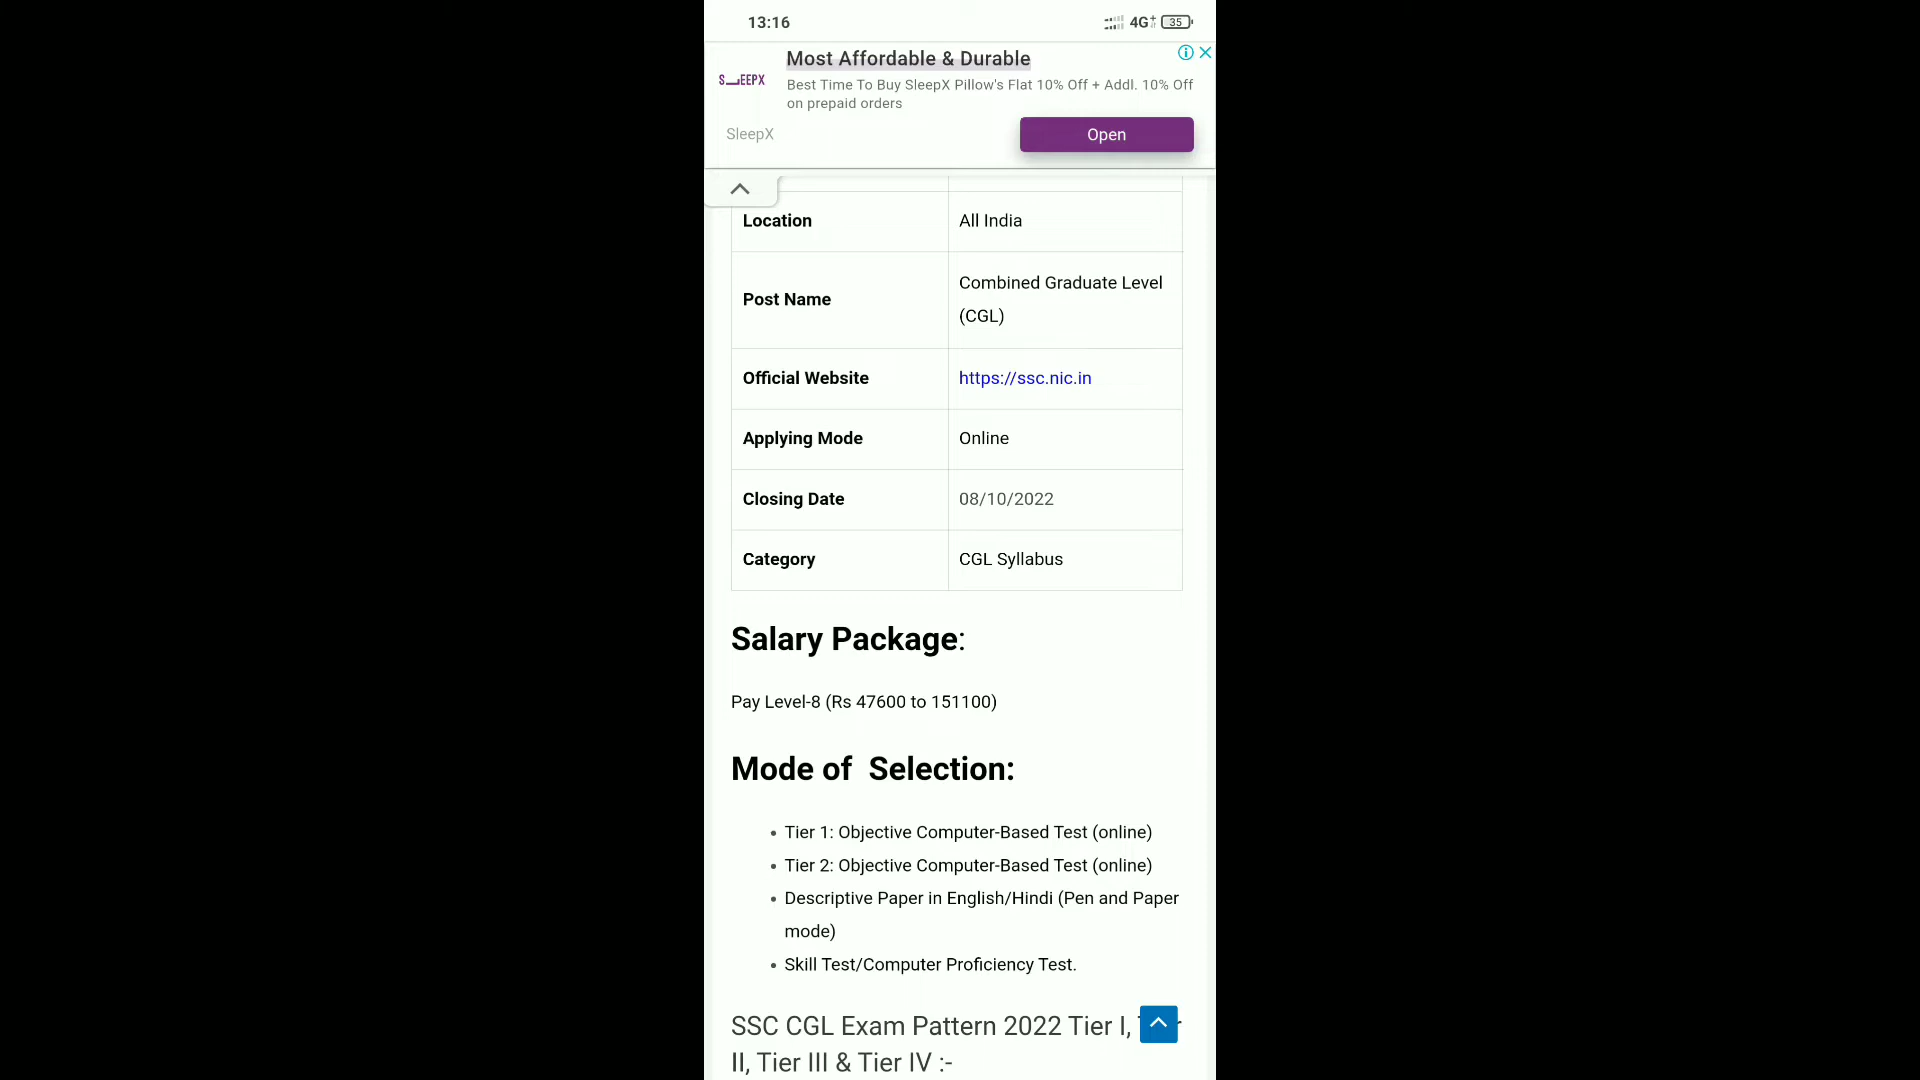 13:16
4G+
35
Most Affordable & Durable
SLEEPX
Best Time To Buy SleepX Pillow's Flat 10% Off + Addl. 10% Off
on prepaid orders
SleepX
Open
Location
All India
Post Name
Combined Graduate Level
(CGL)
Official Website
https://ssc.nic.in
Applying Mode
Online
Closing Date
08/10/2022
Category
CGL Syllabus
Salary Package:
Pay Level-8 (Rs 47600 to 151100)
Mode of Selection:
Tier 1: Objective Computer-Based Test (online)
Tier 2: Objective Computer-Based Test (online)
Descriptive Paper in English/Hindi (Pen and Paper
mode)
Skill Test/Computer Proficiency Test.
SSC CGL Exam Pattern 2022 Tier I,
II, Tier III & Tier IV :-